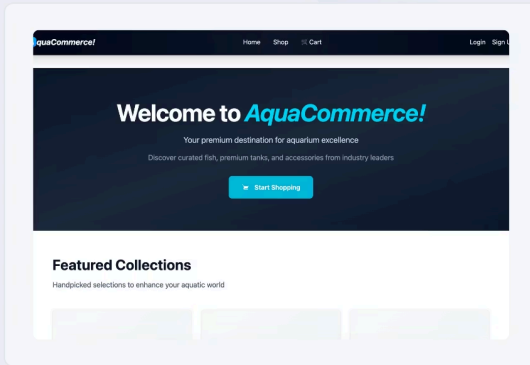 quaCommerce!
Home Shop Cart
Login Sign U
Welcome to AquaCommerce!
Your premium destination for aquarium excellence
Discover curated fish, premium tanks, and accessories from industry leaders
Start Shopping
Featured Collections
Handpicked selections to enhance your aquatic world